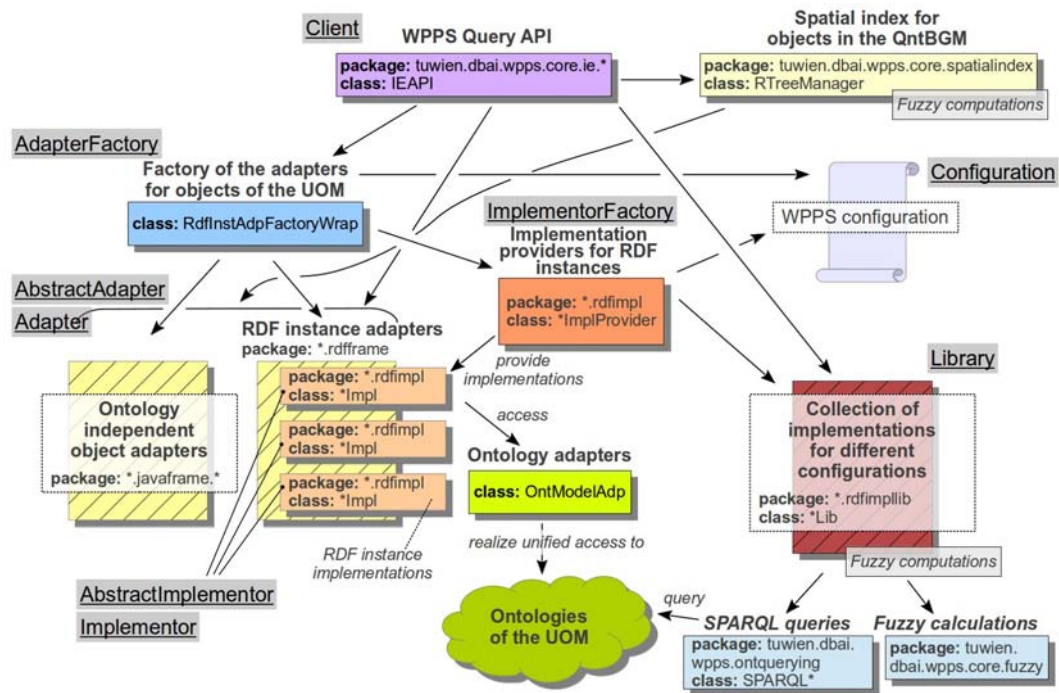 Client
WPPS Query API
package: tuwien.dbai.wpps.core.ie.*
class: IEAPI
Spatial index for
objects in the QntBGM
package: tuwien.dbai.wpps.core.spatialindex
class: RTreeManager
Fuzzy computations
AdapterFactory
Factory of the adapters
for objects of the UOM
class: RdfInstAdpFactoryWrap
Configuration
WPPS configuration
ImplementorFactory
Implementation
providers for RDF
instances
package: *.rdfimpl
class: *ImplProvider
AbstractAdapter
Adapter
RDF instance adapters
package: *.rdfframe
package: *.rdfimpl
class: *Impl
package: *.rdfimpl
class: *Impl
package: *.rdfimpl
class: *Impl
provide
implementations
access
Ontology
independent
object adapters
package: *.javaframe.*
Ontology adapters
class: OntModelAdp
realize unified access to
RDF instance
implementations
AbstractImplementor
Implementor
Ontologies
of the UOM
Library
Collection of
implementations
for different
configurations
package: *.rdfimpllib
class: *Lib
Fuzzy computations
query
SPARQL queries
package: tuwien.dbai.
wpps.ontquerying
class: SPARQL*
Fuzzy calculations
package: tuwien.
dbai.wpps.core.fuzzy